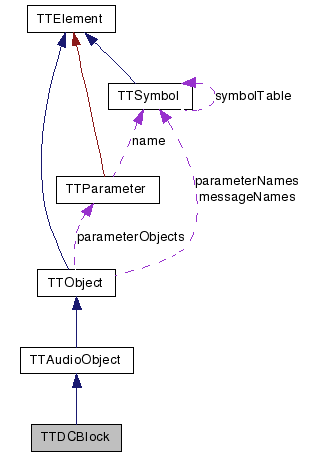 TTElement
TTSymbol
symbolTable
name
TTParameter
parameterNames
messageNames
parameterObjects
TTObject
TTAudioObject
TTDCBlock